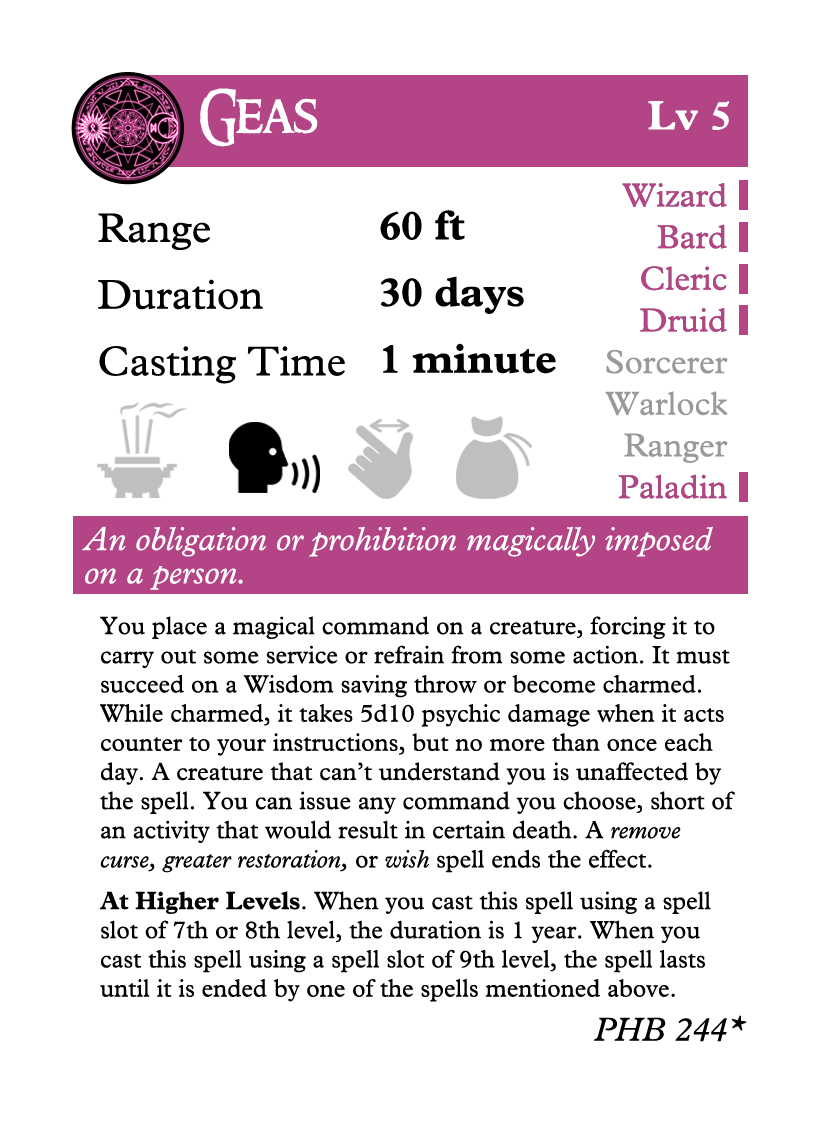 GEAS Lv 5
Wizard
Bard
Cleric
Druid
Sorcerer
Warlock
Ranger
Paladin
Range 60 ft
Duration 30 days
Casting Time 1 minute
An obligation or prohibition magically imposed
on a person.
You place a magical command on a creature, forcing it to
carry out some service or refrain from some action. It must
succeed on a Wisdom saving throw or become charmed.
While charmed, it takes 5d10 psychic damage when it acts
counter to your instructions, but no more than once each
day. A creature that can’t understand you is unaffected by
the spell. You can issue any command you choose, short of
an activity that would result in certain death. A remove
curse, greater restoration, or wish spell ends the effect.
At Higher Levels. When you cast this spell using a spell
slot of 7th or 8th level, the duration is 1 year. When you
cast this spell using a spell slot of 9th level, the spell lasts
until it is ended by one of the spells mentioned above.
PHB 244*